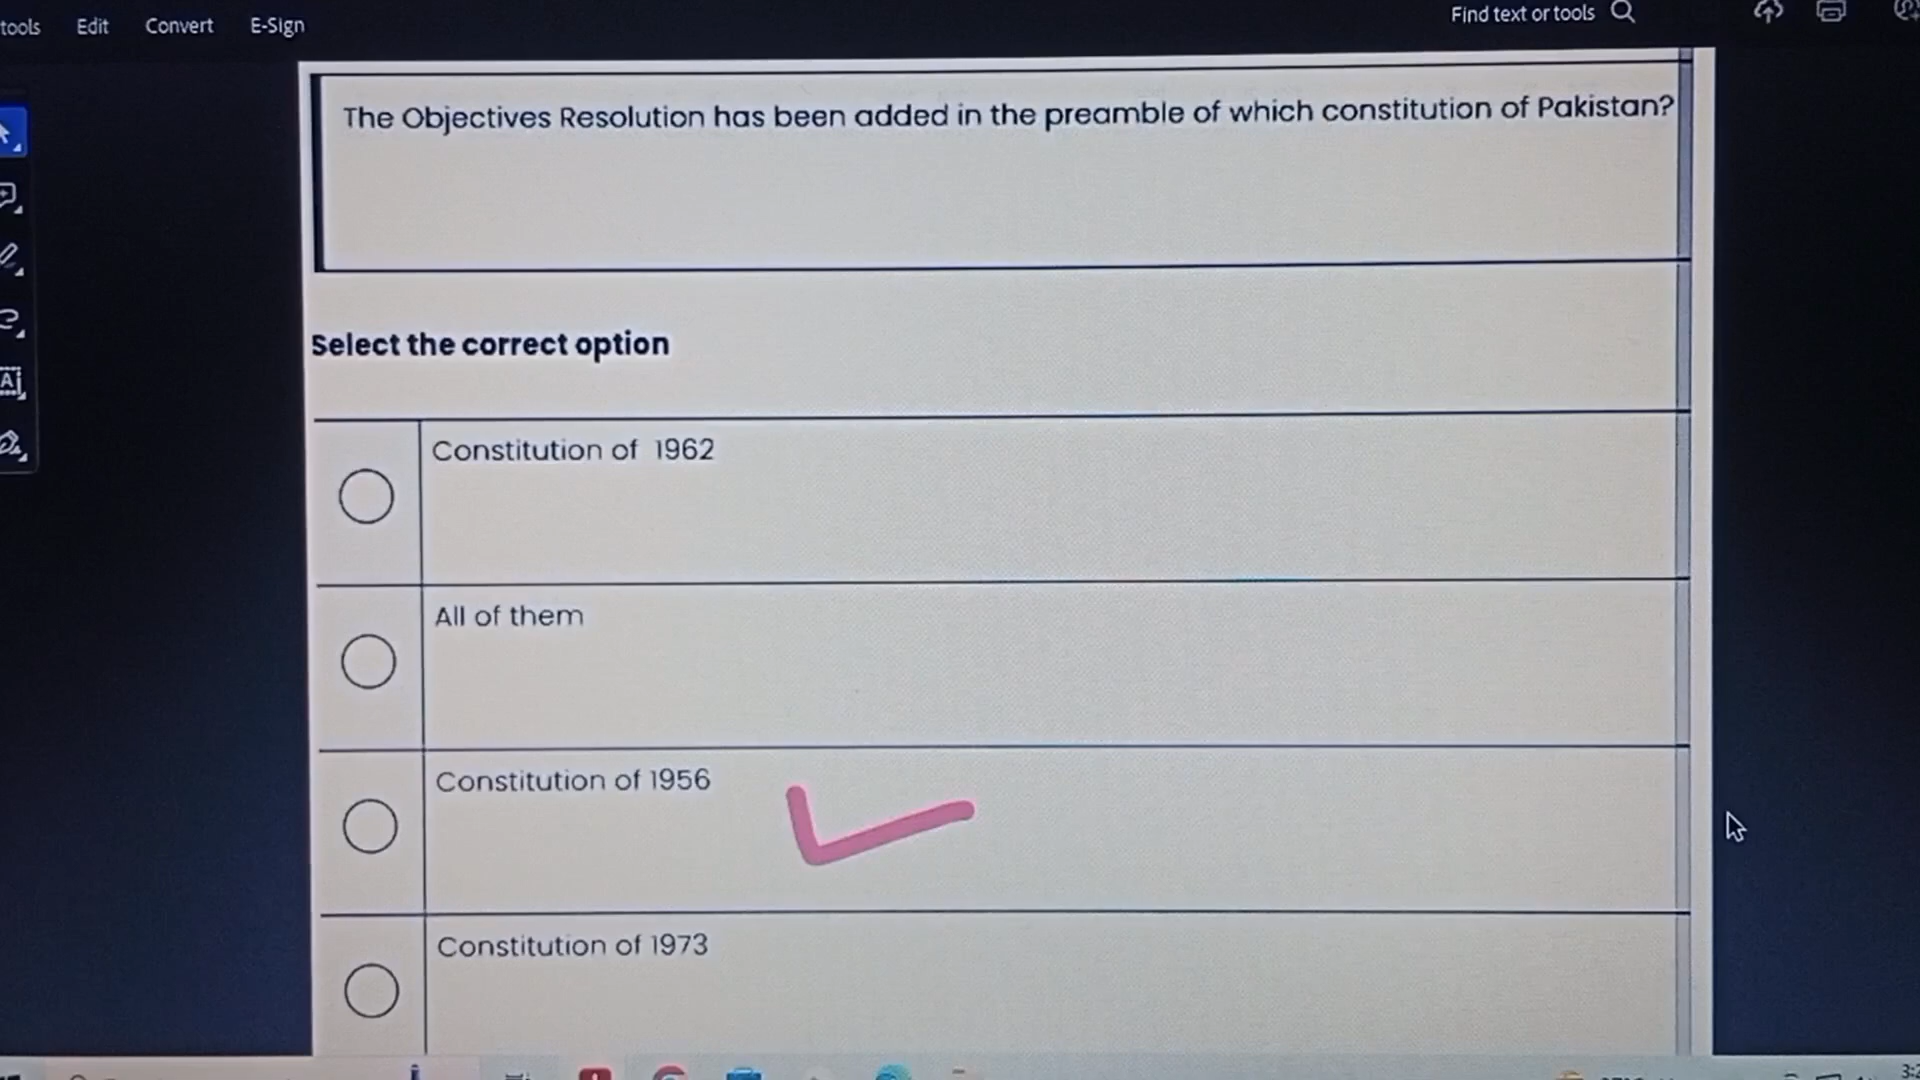 tools Edit Convert E-Sign Find text or tools
The Objectives Resolution has been added in the preamble of which constitution of Pakistan?
Select the correct option
Constitution of 1962
All of them
Constitution of 1956
Constitution of 1973